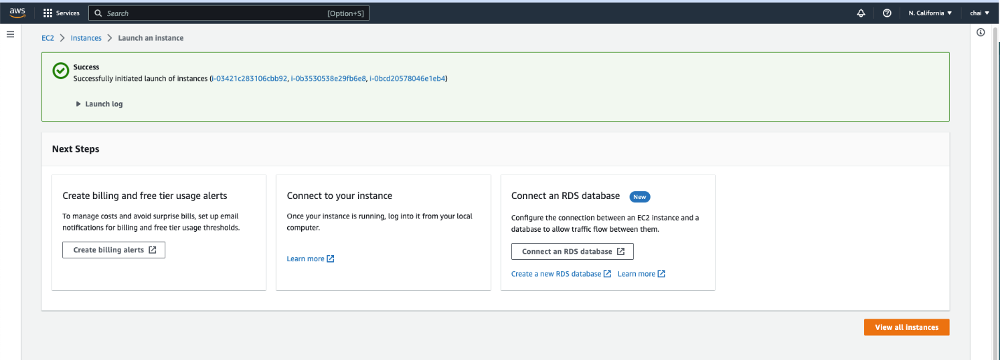 aws Services Search [Option+S] N. California chai
EC2 Instances Launch an instance
Success
Successfully initiated launch of instances (i-03421c283106cbb92, i-0b3530538e29fb6e8, i-0bcd20578046e1eb4)
Launch log
Next Steps
Create billing and free tier usage alerts
To manage costs and avoid surprise bills, set up email
notifications for billing and free tier usage thresholds.
Create billing alerts
Connect to your instance
Once your instance is running, log into it from your local
computer.
Learn more
Connect an RDS database New
Configure the connection between an EC2 instance and a
database to allow traffic flow between them.
Connect an RDS database
Create a new RDS database Learn more
View all instances